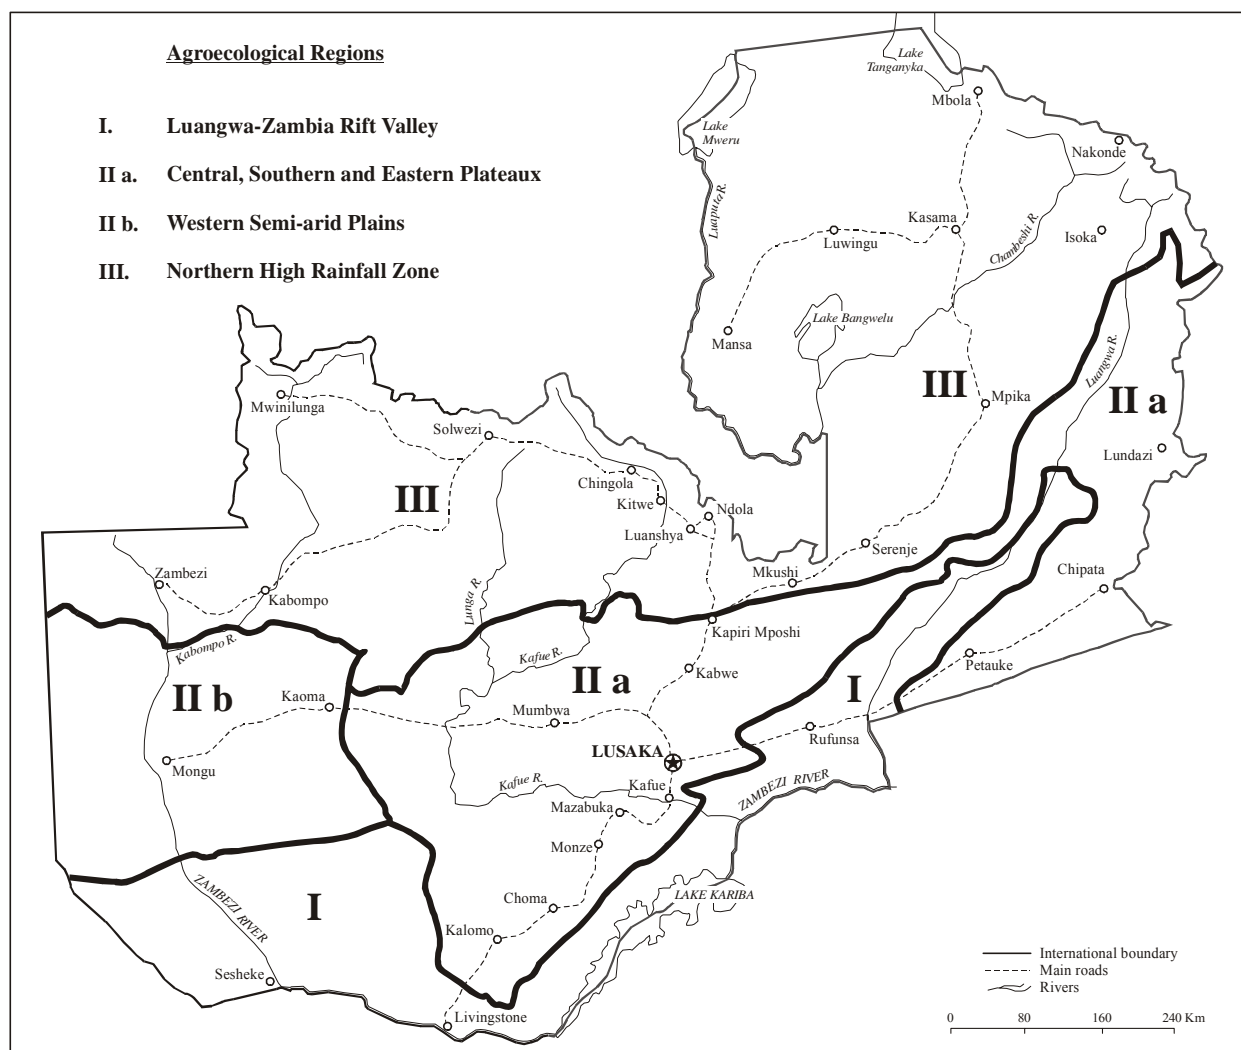 Agroecological Regions
I. Luangwa-Zambia Rift Valley
II a. Central, Southern and Eastern Plateaux
II b. Western Semi-arid Plains
III. Northern High Rainfall Zone
Lake
Tanganyka
Mbola
Lake
Mweru
Nakonde
Luaputa R.
Kasama
Luwingu
Chambeshi R.
Isoka
Lake Bangwelu
Mansa
Luangwa R.
III
Mpika
II a
Mwinilunga
Solwezi
Lundazi
Chingola
III
Kitwe
Ndola
Luanshya
Serenje
Zambezi
Mkushi
Chipata
Kabompo
Lunga R.
Kapiri Mposhi
Kabompo R.
Kafue R.
Petauke
Kabwe
II a
I
II b
Kaoma
Mumbwa
Rufunsa
LUSAKA
Mongu
Kafue R.
Kafue
ZAMBEZI RIVER
Mazabuka
Monze
ZAMBEZI RIVER
LAKE KARIBA
I
Choma
Kalomo
Sesheke
Livingstone
International boundary
Main roads
Rivers
0 80 160 240 Km